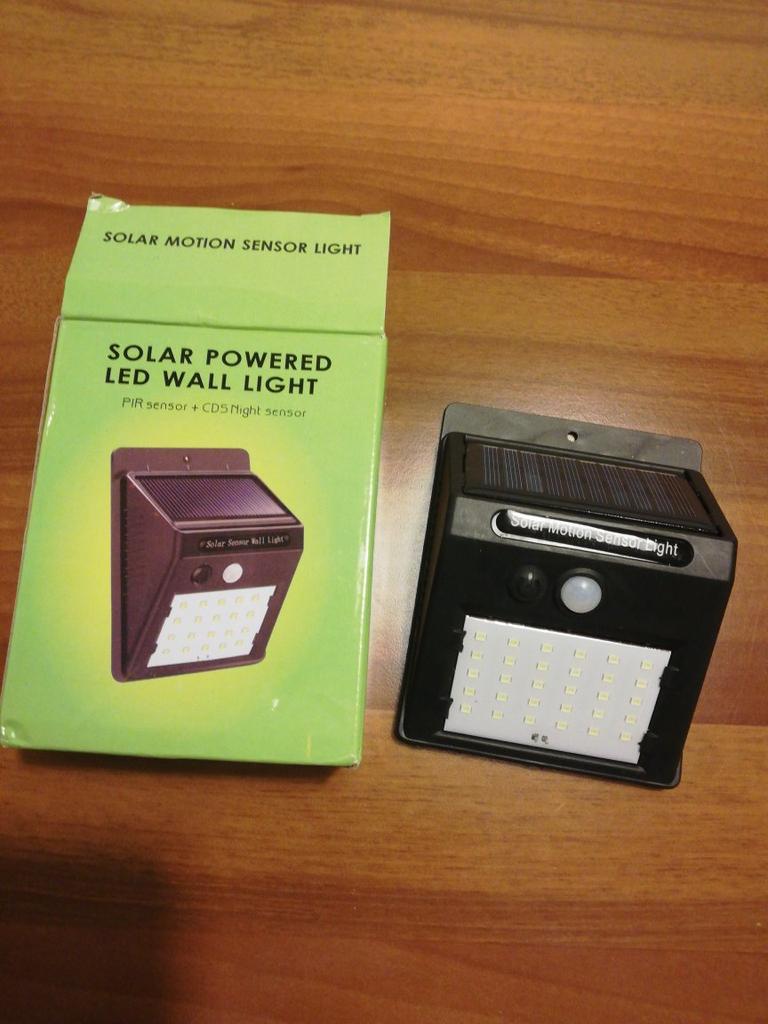 SOLAR MOTION SENSOR LIGHT
SOLAR POWERED
LED WALL LIGHT
PIR sensor + CDS Night sensor
Solar Sensor Wall Light
Solar Motion Sensor Light